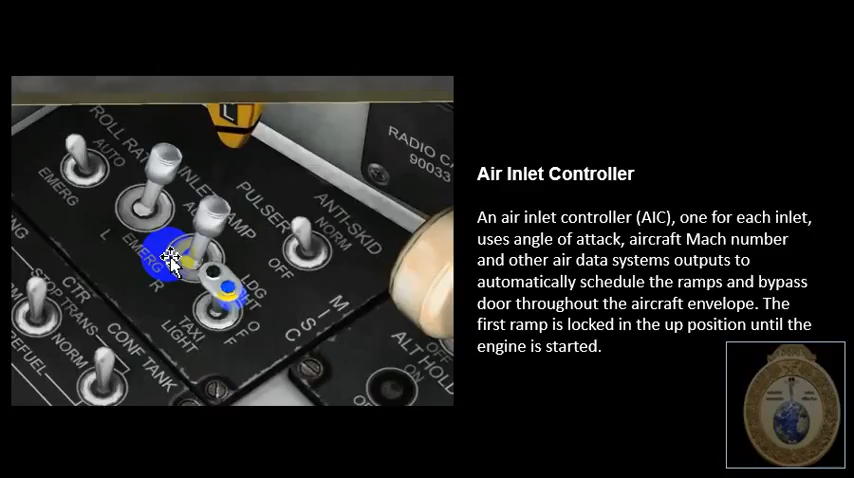 ROLL RATIO
AUTO
EMERG
INLET RAMP
L
EMERG
R
PULSER
ANTI-SKID
NORM
OFF
LDG
TAXI
LIGHT
OFF
MISC
CTR
STOP TRANS
NORM
REFUEL
CONF TANK
RADIO CA
90033
ALT HOLD
ON
Air Inlet Controller
An air inlet controller (AIC), one for each inlet,
uses angle of attack, aircraft Mach number
and other air data systems outputs to
automatically schedule the ramps and bypass
door throughout the aircraft envelope. The
first ramp is locked in the up position until the
engine is started.